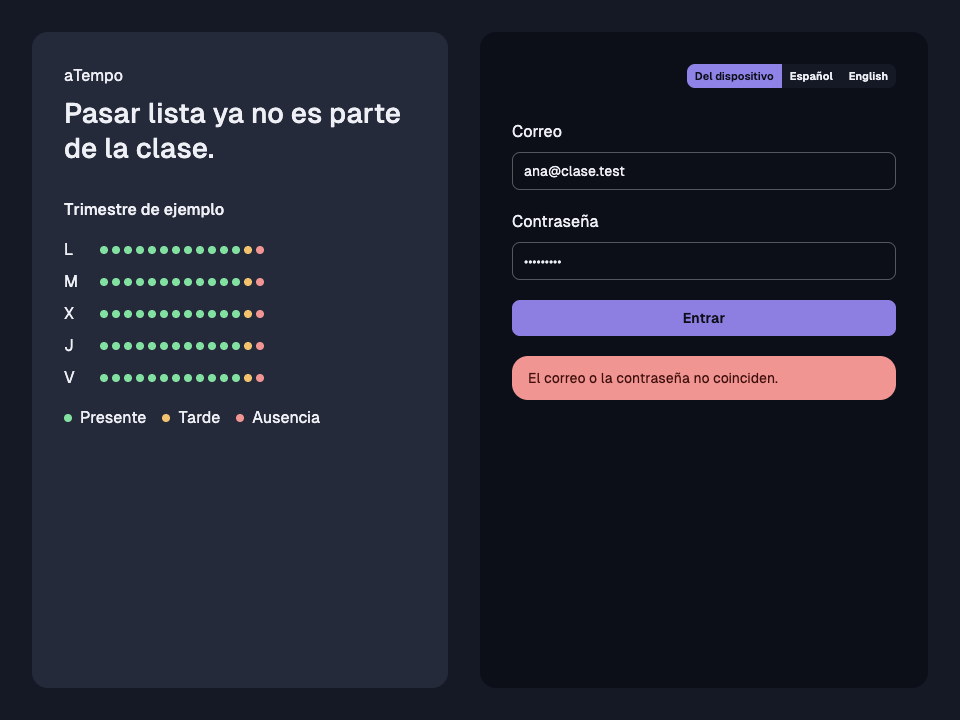 aTempo
Pasar lista ya no es parte
de la clase.
Trimestre de ejemplo
L
M
X
J
V
Presente Tarde Ausencia
Del dispositivo Español English
Correo
ana@clase.test
Contraseña
•••••••••
Entrar
El correo o la contraseña no coinciden.